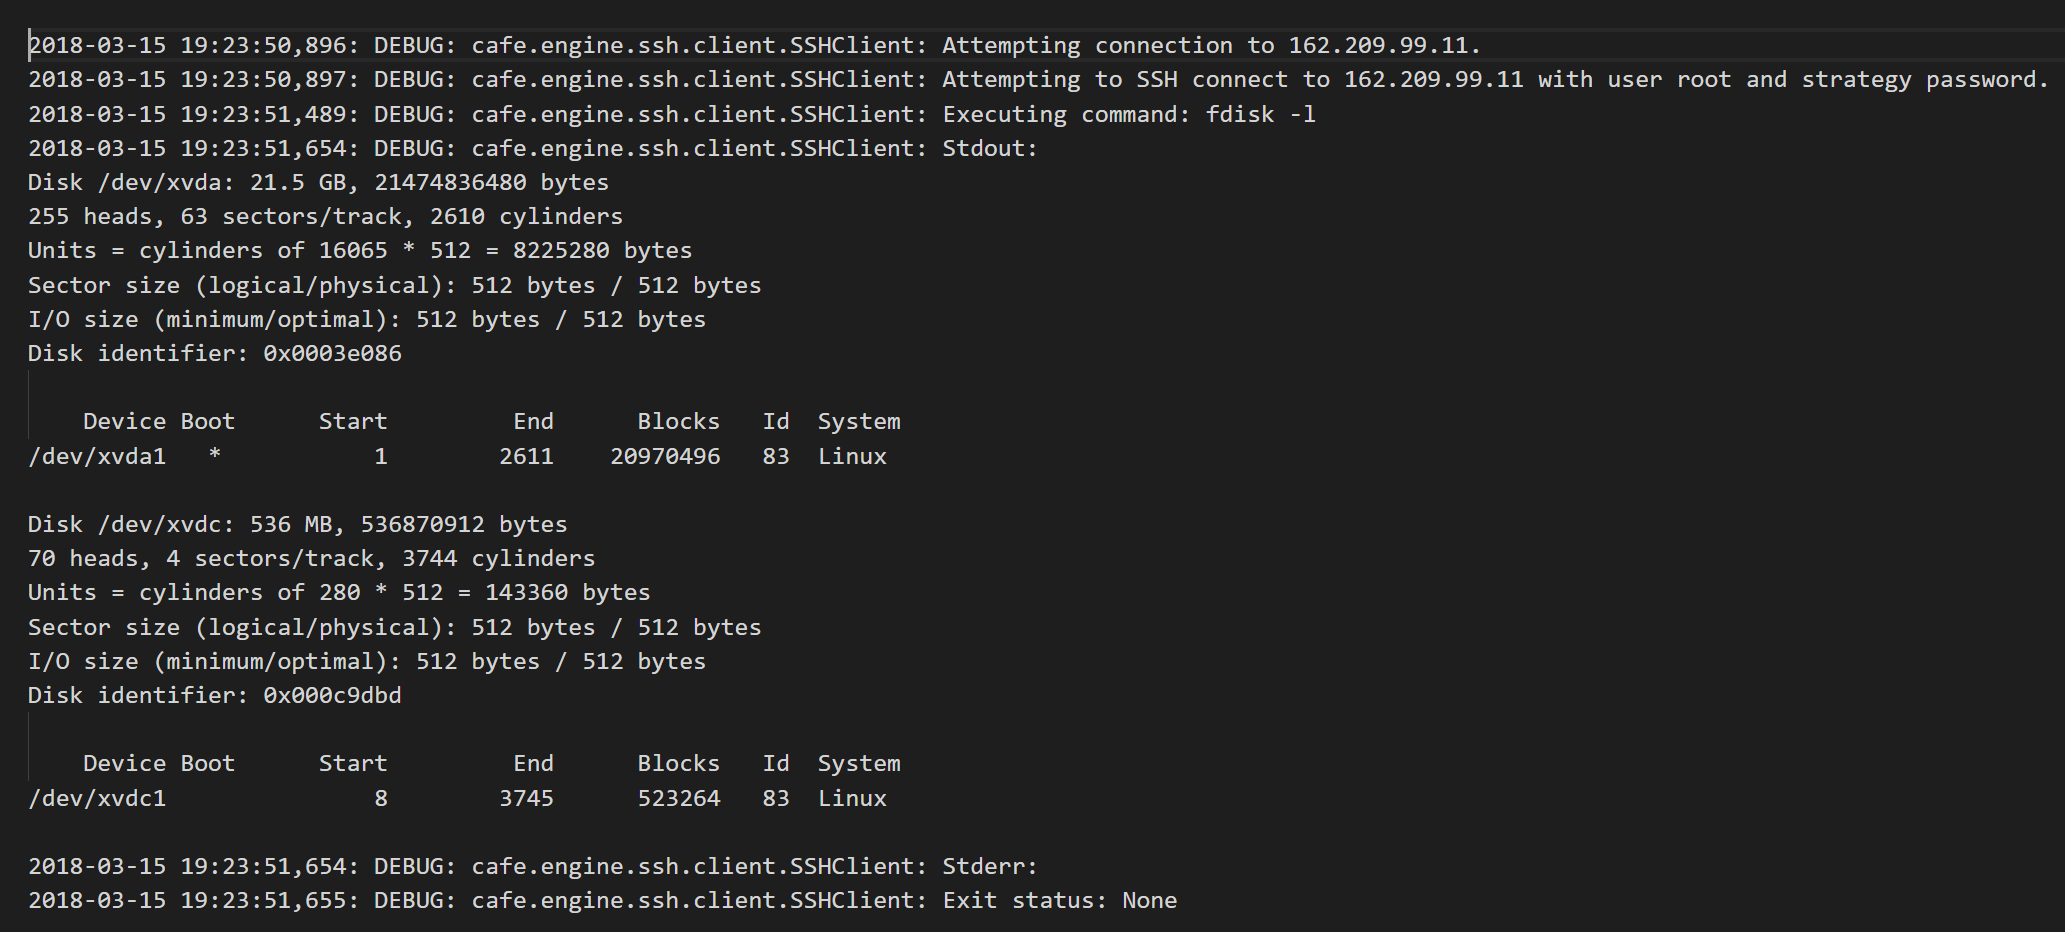 2018-03-15 19:23:50,896: DEBUG: cafe.engine.ssh.client.SSHClient: Attempting connection to 162.209.99.11.
2018-03-15 19:23:50,897: DEBUG: cafe.engine.ssh.client.SSHClient: Attempting to SSH connect to 162.209.99.11 with user root and strategy password.
2018-03-15 19:23:51,489: DEBUG: cafe.engine.ssh.client.SSHClient: Executing command: fdisk -l
2018-03-15 19:23:51,654: DEBUG: cafe.engine.ssh.client.SSHClient: Stdout:
Disk /dev/xvda: 21.5 GB, 21474836480 bytes
255 heads, 63 sectors/track, 2610 cylinders
Units = cylinders of 16065 * 512 = 8225280 bytes
Sector size (logical/physical): 512 bytes / 512 bytes
I/O size (minimum/optimal): 512 bytes / 512 bytes
Disk identifier: 0x0003e086

    Device Boot      Start         End      Blocks   Id  System
/dev/xvda1   *           1        2611    20970496   83  Linux

Disk /dev/xvdc: 536 MB, 536870912 bytes
70 heads, 4 sectors/track, 3744 cylinders
Units = cylinders of 280 * 512 = 143360 bytes
Sector size (logical/physical): 512 bytes / 512 bytes
I/O size (minimum/optimal): 512 bytes / 512 bytes
Disk identifier: 0x000c9dbd

    Device Boot      Start         End      Blocks   Id  System
/dev/xvdc1               8        3745      523264   83  Linux

2018-03-15 19:23:51,654: DEBUG: cafe.engine.ssh.client.SSHClient: Stderr:
2018-03-15 19:23:51,655: DEBUG: cafe.engine.ssh.client.SSHClient: Exit status: None